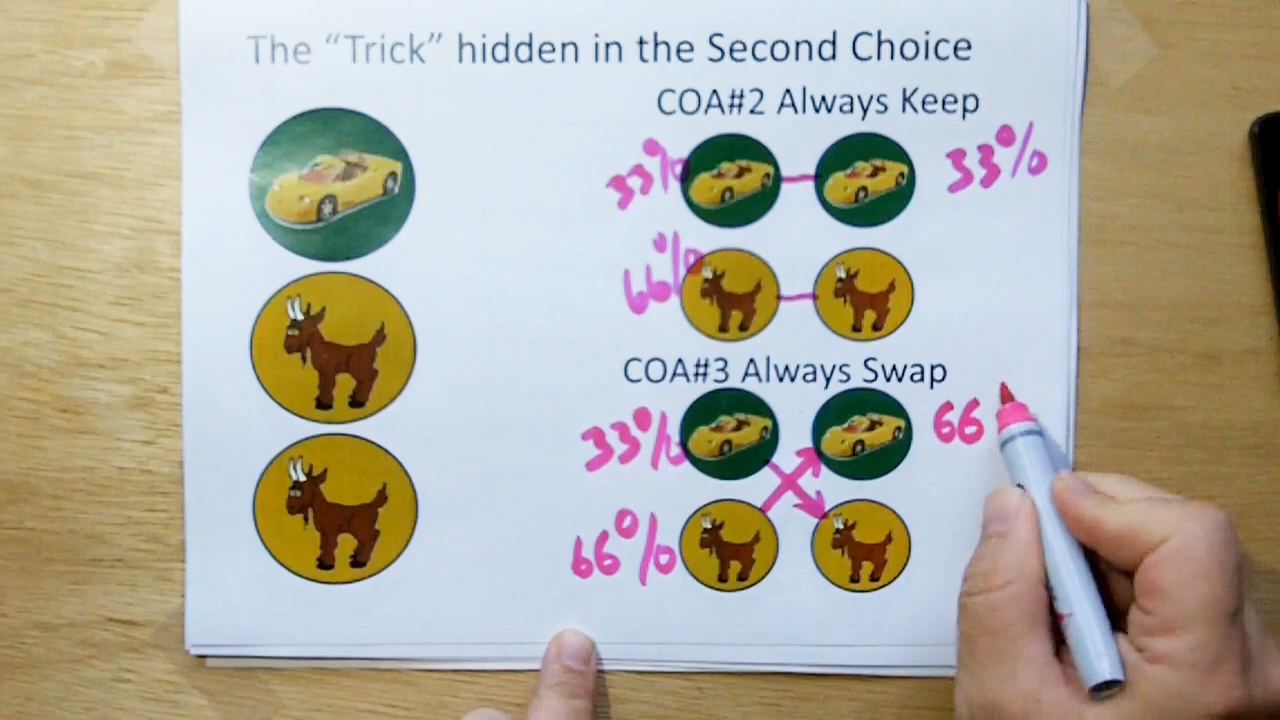 The “Trick” hidden in the Second Choice
COA#2 Always Keep
33% 33%
66%
COA#3 Always Swap
33% 66
66%